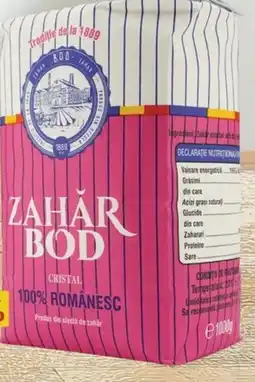 Tradiție de la 1889
BOD
1889
ZAHĂR
BOD
CRISTAL
100% ROMÂNESC
Produs din sfeclă de zahăr
%
DECLARAȚIE NUTRIȚIONALĂ
Valoare energetică
Grăsimi
din care
Acizi grași saturați
Glucide
din care
Zaharuri
Proteine
Sare
℮ 1000g